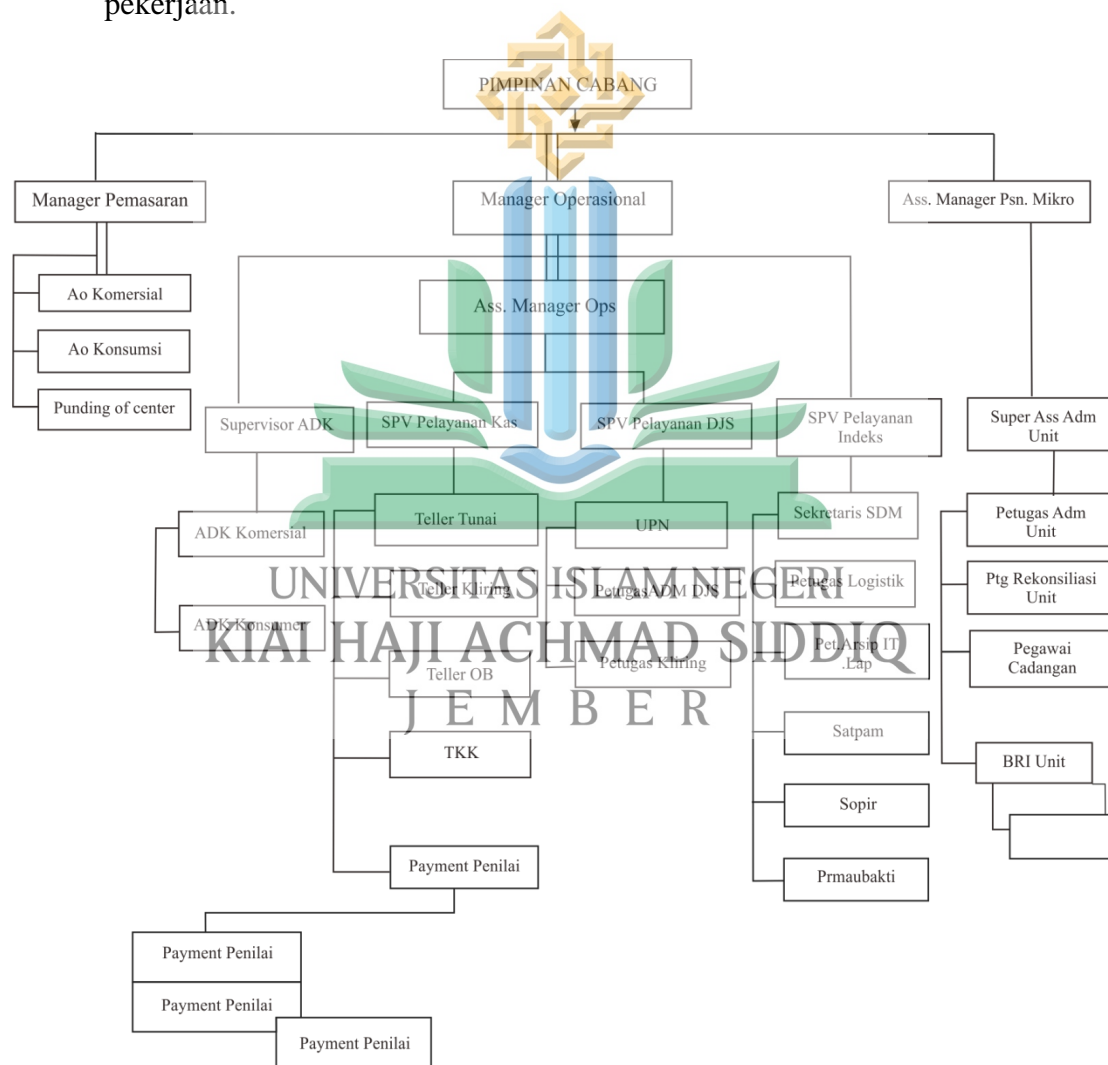 pekerjaan.
PIMPINAN CABANG
Manager Pemasaran
Manager Operasional
Ass. Manager Psn. Mikro
Ao Komersial
Ao Konsumsi
Punding of center
Ass. Manager Ops
Supervisor ADK
SPV Pelayanan Kas
SPV Pelayanan DJS
SPV Pelayanan
Indeks
Super Ass Adm
Unit
ADK Komersial
ADK Konsumer
Teller Tunai
Teller Kliring
Teller OB
TKK
Payment Penilai
UPN
PetugasADM DJS
Petugas Kliring
Sekretaris SDM
Petugas Logistik
Pet.Arsip IT
.Lap
Satpam
Sopir
Prmaubakti
Petugas Adm
Unit
Ptg Rekonsiliasi
Unit
Pegawai
Cadangan
BRI Unit
Payment Penilai
Payment Penilai
Payment Penilai
UNIVERSITAS ISLAM NEGERI
KIAI HAJI ACHMAD SIDDIQ
JEMBER